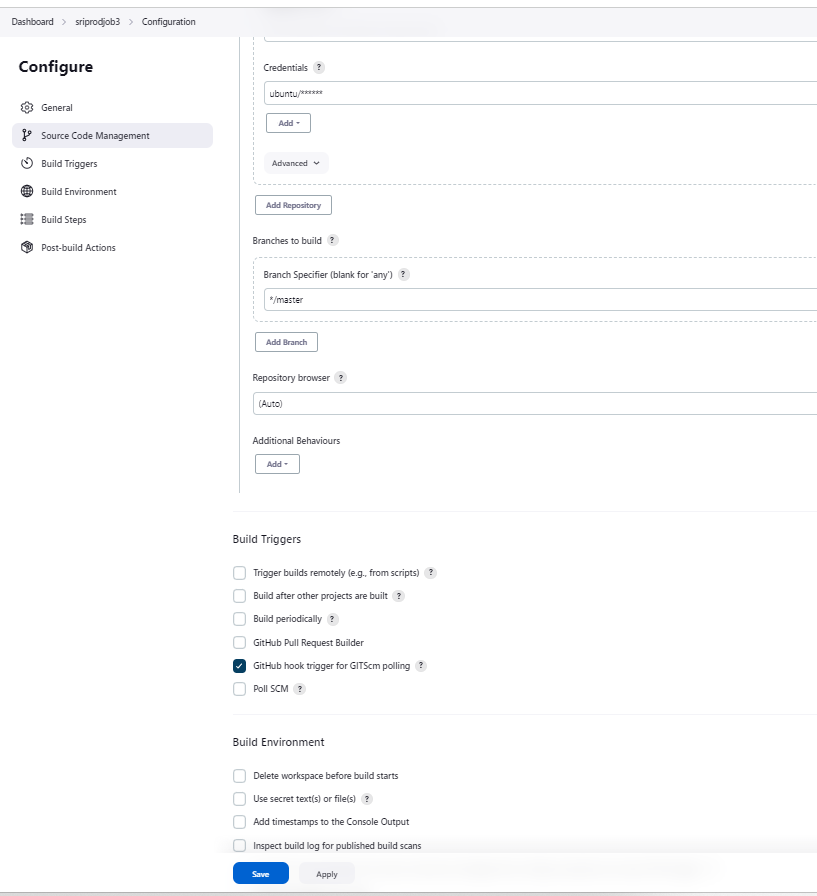 Dashboard > sriprodjob3 > Configuration
Configure
General
Source Code Management
Build Triggers
Build Environment
Build Steps
Post-build Actions
Credentials ?
ubuntu/******
Add
Advanced
Add Repository
Branches to build ?
Branch Specifier (blank for 'any') ?
*/master
Add Branch
Repository browser ?
(Auto)
Additional Behaviours
Add
Build Triggers
Trigger builds remotely (e.g., from scripts) ?
Build after other projects are built ?
Build periodically ?
GitHub Pull Request Builder
GitHub hook trigger for GITScm polling ?
Poll SCM ?
Build Environment
Delete workspace before build starts
Use secret text(s) or file(s) ?
Add timestamps to the Console Output
Inspect build log for published build scans
Save Apply